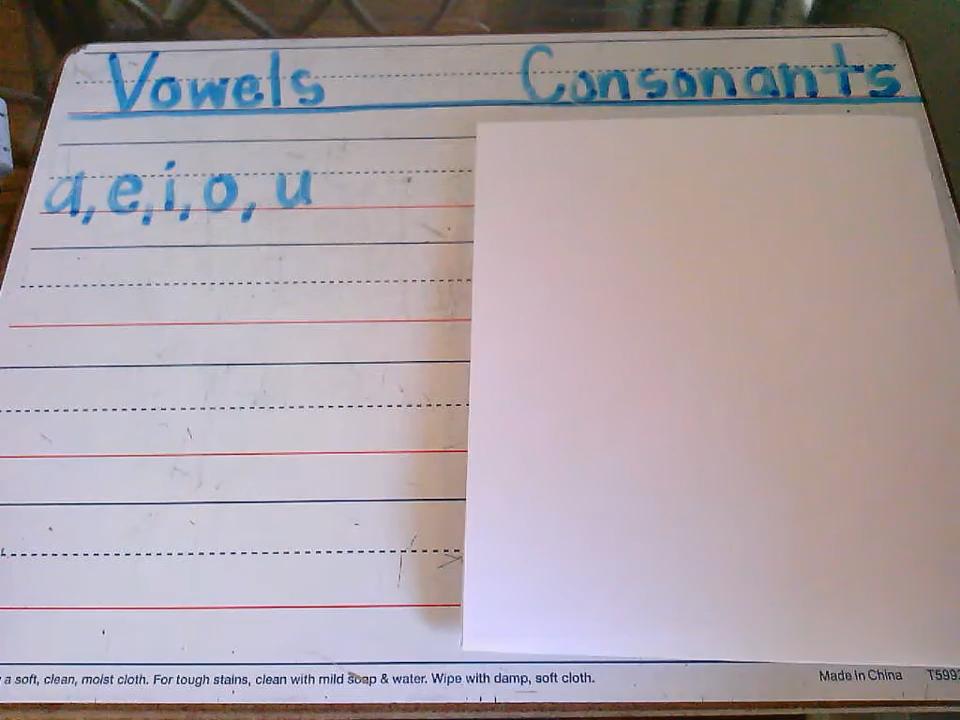 Vowels Consonants
a, e, i, o, u
a soft, clean, moist cloth. For tough stains, clean with mild soap & water. Wipe with damp, soft cloth.
Made in China